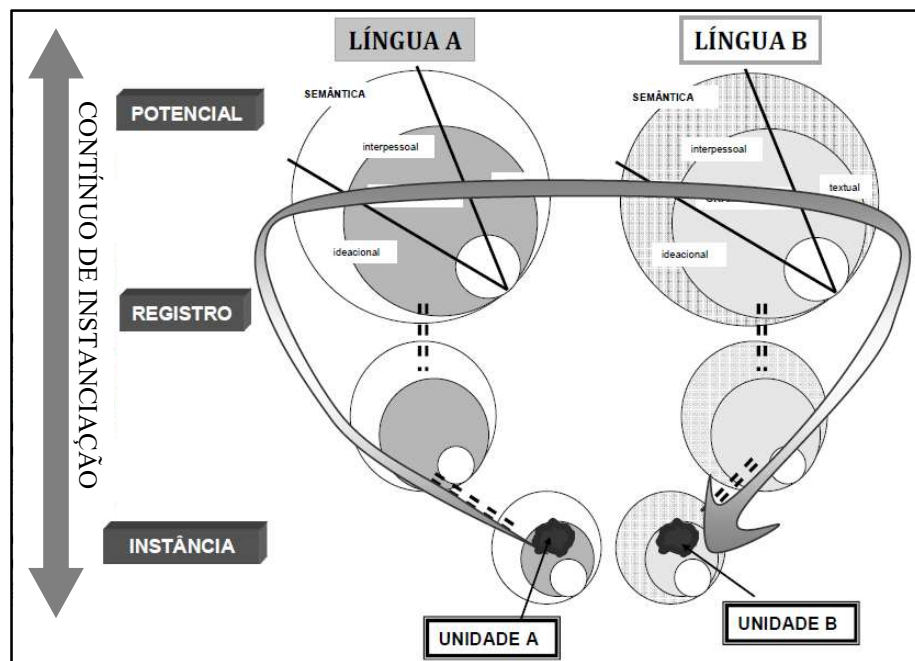 LÍNGUA A
LÍNGUA B
CONTÍNUO DE INSTANCIAÇÃO
POTENCIAL
SEMÂNTICA
SEMÂNTICA
interpessoal
interpessoal
textual
ideacional
ideacional
REGISTRO
INSTÂNCIA
UNIDADE A
UNIDADE B